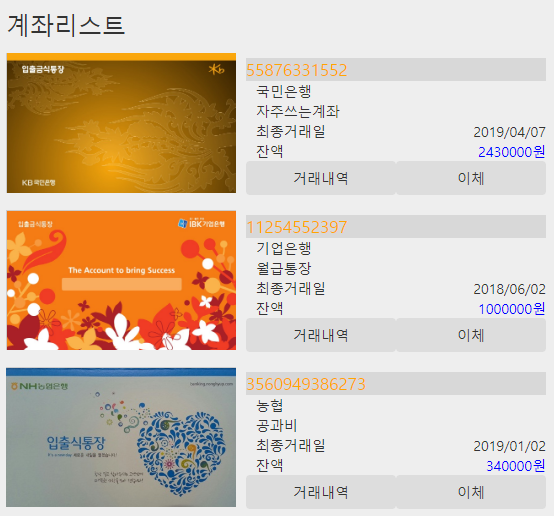 계좌리스트
입출금식통장
KB 국민은행
55876331552
국민은행
자주쓰는계좌
최종거래일 2019/04/07
잔액 2430000원
거래내역 이체
입출금식통장
IBK기업은행
The Account to bring Success
11254552397
기업은행
월급통장
최종거래일 2018/06/02
잔액 1000000원
거래내역 이체
NH농협은행
입출식통장
3560949386273
농협
공과비
최종거래일 2019/01/02
잔액 340000원
거래내역 이체